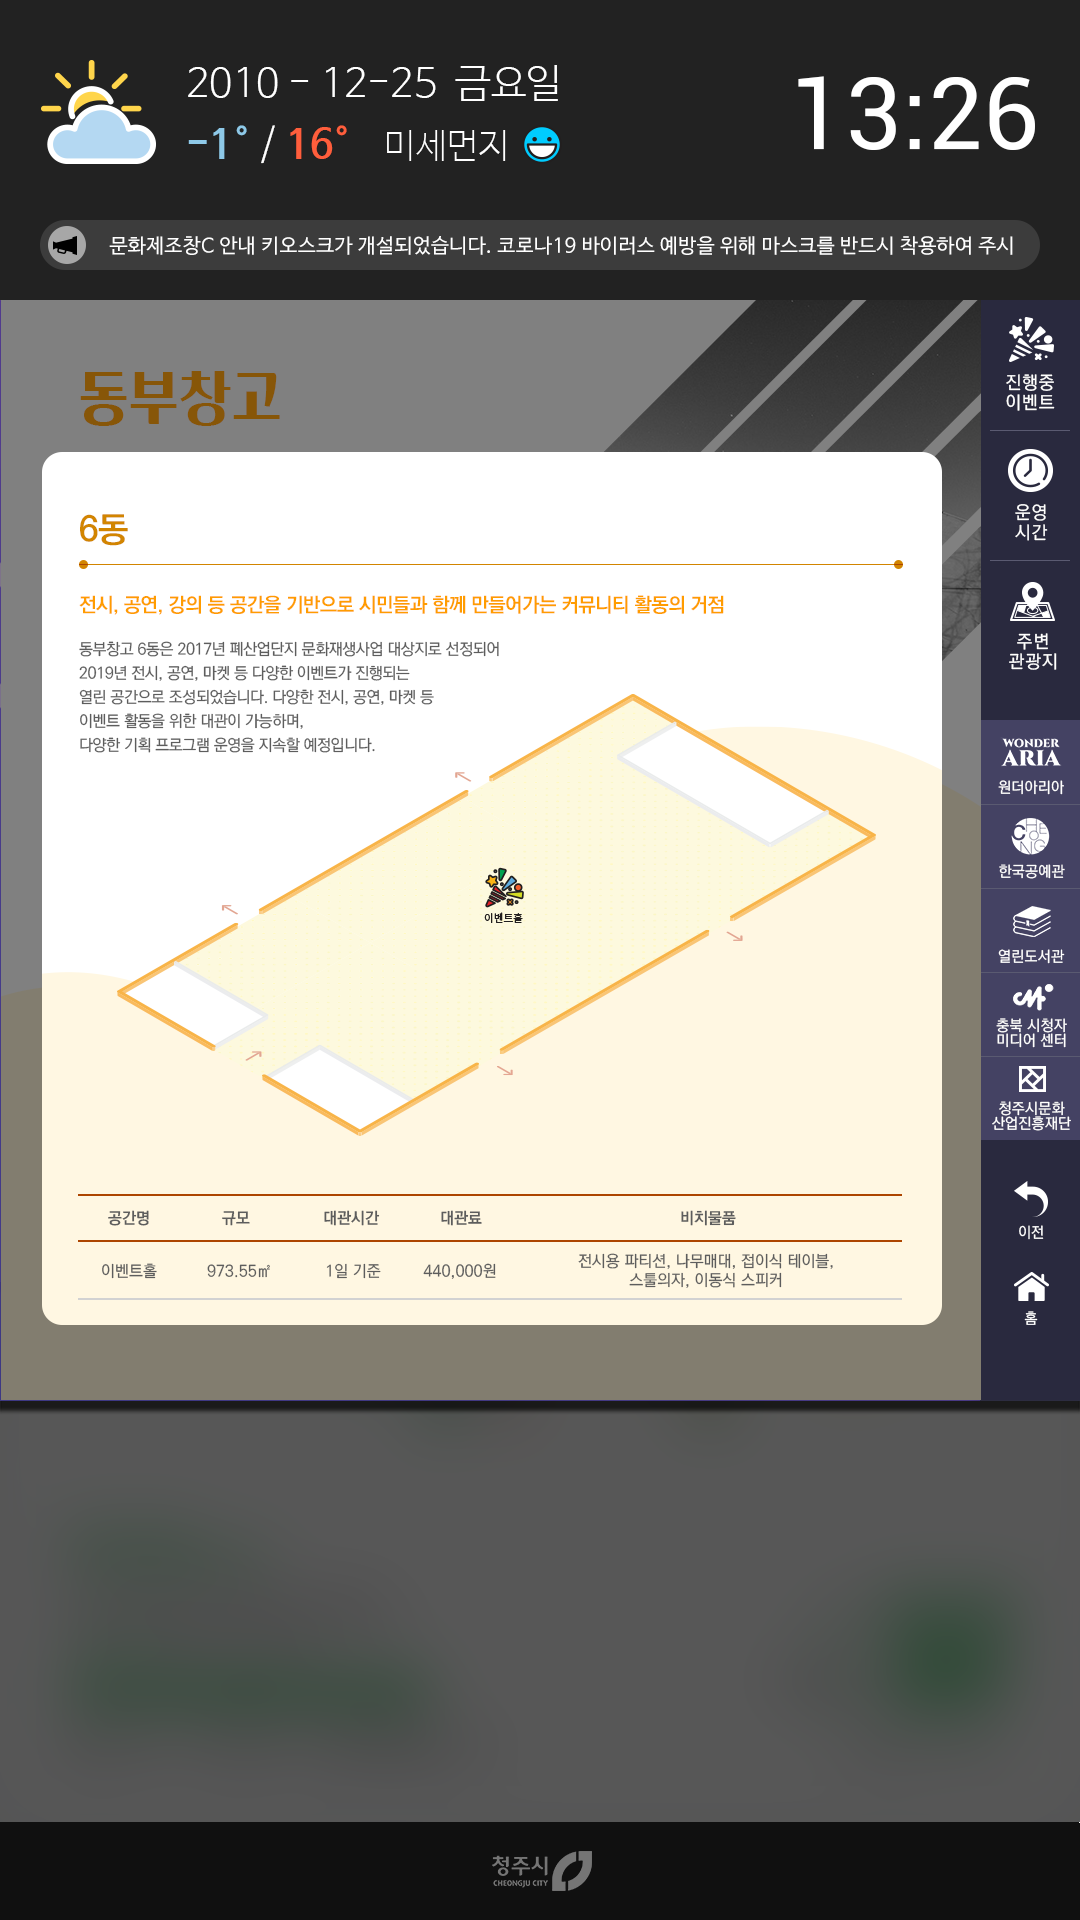 2010 - 12-25 금요일
-1° / 16° 미세먼지
13:26
문화제조창C 안내 키오스크가 개설되었습니다. 코로나19 바이러스 예방을 위해 마스크를 반드시 착용하여 주시
동부창고
6동
전시, 공연, 강의 등 공간을 기반으로 시민들과 함께 만들어가는 커뮤니티 활동의 거점
동부창고 6동은 2017년 폐산업단지 문화재생사업 대상지로 선정되어
2019년 전시, 공연, 마켓 등 다양한 이벤트가 진행되는
열린 공간으로 조성되었습니다. 다양한 전시, 공연, 마켓 등
이벤트 활동을 위한 대관이 가능하며,
다양한 기획 프로그램 운영을 지속할 예정입니다.
이벤트홀
공간명 규모 대관시간 대관료 비치물품
이벤트홀 973.55㎡ 1일 기준 440,000원 전시용 파티션, 나무매대, 접이식 테이블,
스툴의자, 이동식 스피커
진행중
이벤트
운영
시간
주변
관광지
WONDER
ARIA
원더아리아
CHEONG
한국공예관
열린도서관
충북 시청자
미디어 센터
청주시문화
산업진흥재단
이전
홈
청주시
CHEONGJU CITY